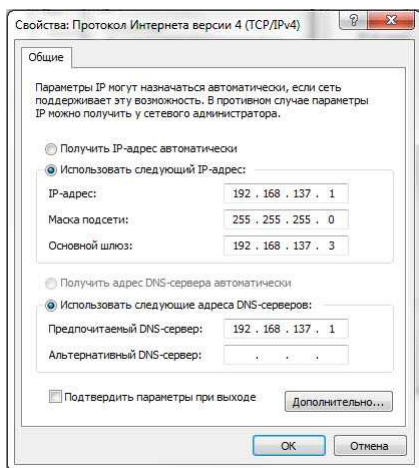 Свойства: Протокол Интернета версии 4 (TCP/IPv4)
Общие
Параметры IP могут назначаться автоматически, если сеть
поддерживает эту возможность. В противном случае параметры
IP можно получить у сетевого администратора.
Получить IP-адрес автоматически
Использовать следующий IP-адрес:
IP-адрес: 192 . 168 . 137 . 1
Маска подсети: 255 . 255 . 255 . 0
Основной шлюз: 192 . 168 . 137 . 3
Получить адрес DNS-сервера автоматически
Использовать следующие адреса DNS-серверов:
Предпочитаемый DNS-сервер: 192 . 168 . 137 . 1
Альтернативный DNS-сервер: . . .
Подтвердить параметры при выходе
Дополнительно...
ОК Отмена